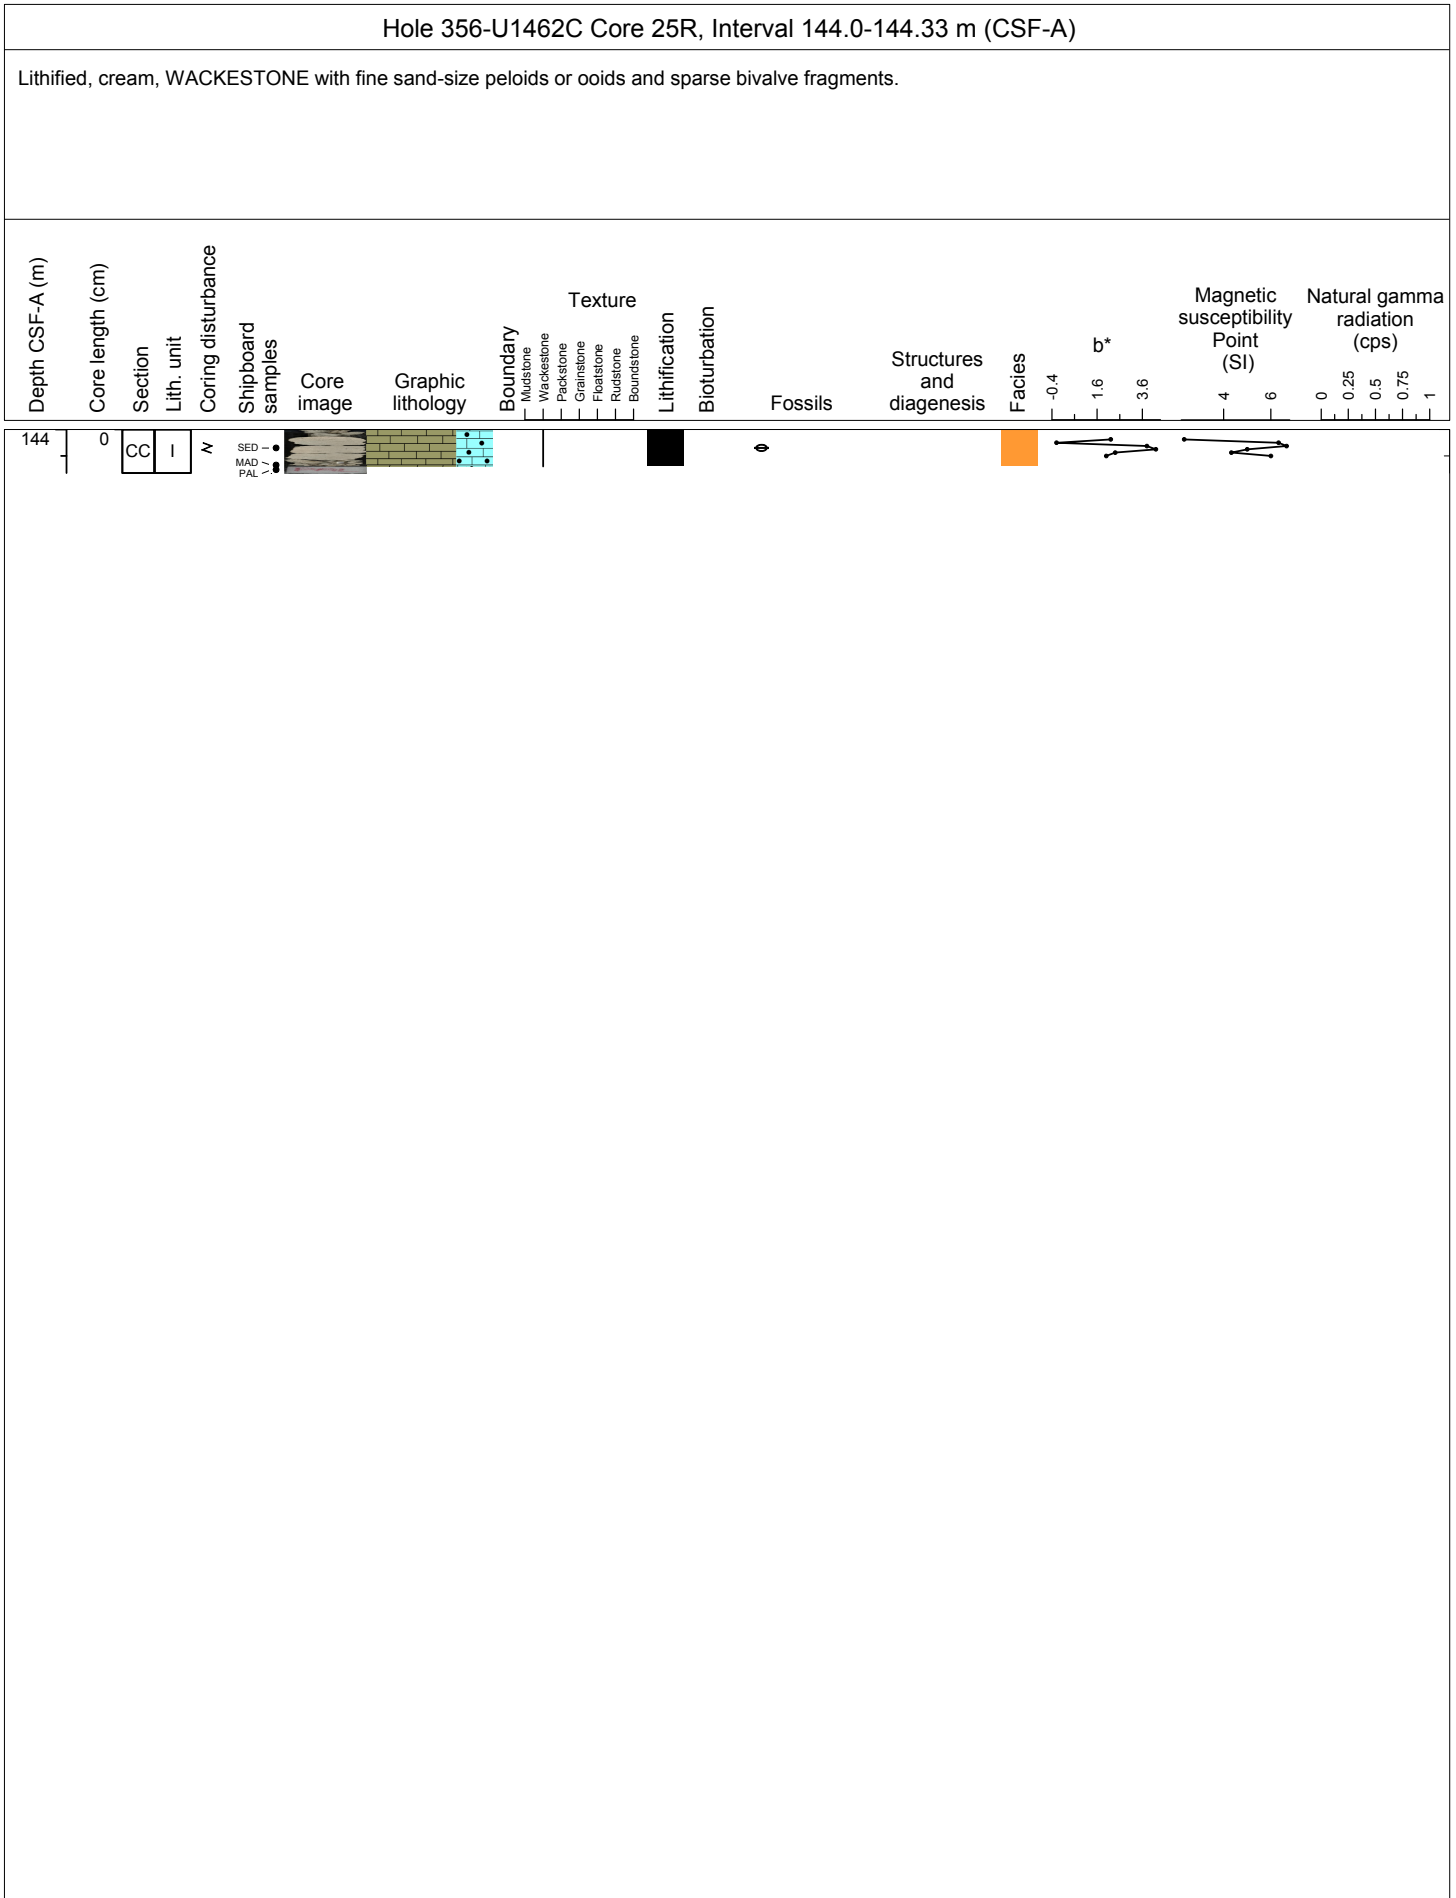 Hole 356-U1462C Core 25R, Interval 144.0-144.33 m (CSF-A)
Lithified, cream, WACKESTONE with fine sand-size peloids or ooids and sparse bivalve fragments.
Depth CSF-A (m)
Core length (cm)
Section
Lith. unit
Coring disturbance
Shipboard
samples
Core
image
Graphic
lithology
Boundary
Texture
Mudstone
Wackestone
Packstone
Grainstone
Floatstone
Rudstone
Boundstone
Lithification
Bioturbation
Fossils
Structures
and
diagenesis
Facies
b*
-0.4
1.6
3.6
Magnetic
susceptibility
Point
(SI)
4
6
Natural gamma
radiation
(cps)
0
0.25
0.5
0.75
1
144
0
CC
I
SED
MAD
PAL